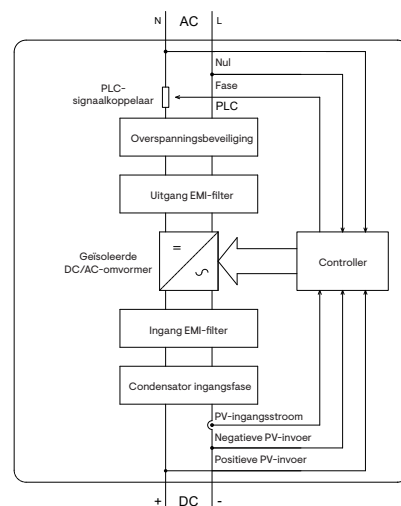 N AC L
Nul
Fase
PLC-
signaalkoppelaar
PLC
Overspanningsbeveiliging
Uitgang EMI-filter
Geïsoleerde
DC/AC-omvormer
=
∿
Controller
Ingang EMI-filter
Condensator ingangsfase
PV-ingangsstroom
Negatieve PV-invoer
Positieve PV-invoer
+ DC -